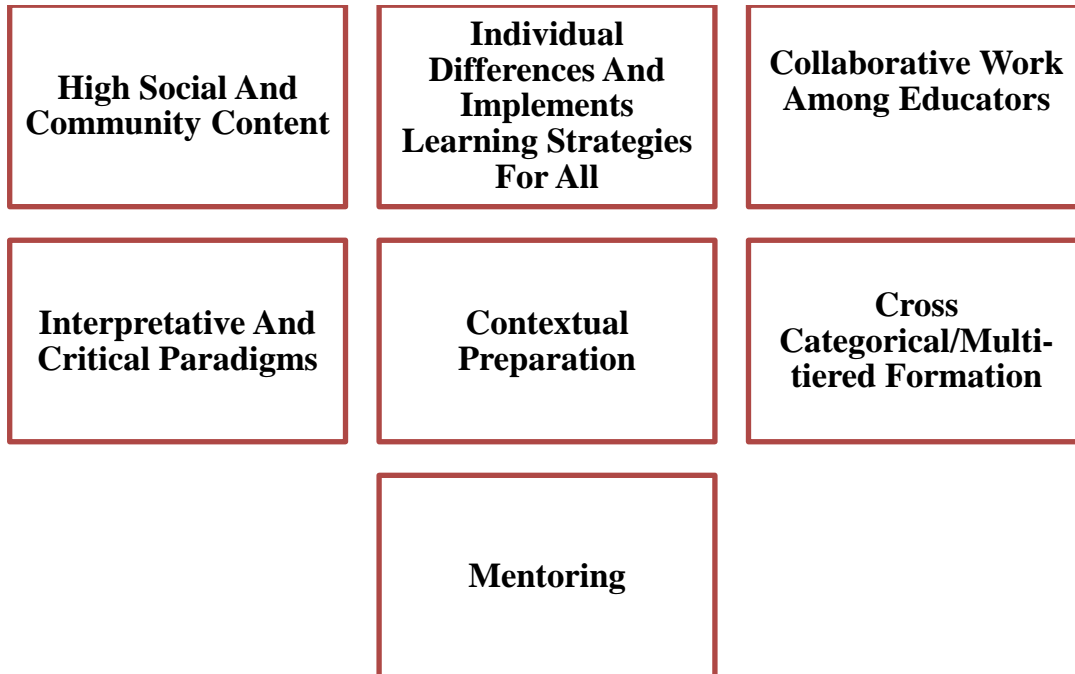 High Social And
Community Content
Individual
Differences And
Implements
Learning Strategies
For All
Collaborative Work
Among Educators
Interpretative And
Critical Paradigms
Contextual
Preparation
Cross
Categorical/Multi-
tiered Formation
Mentoring